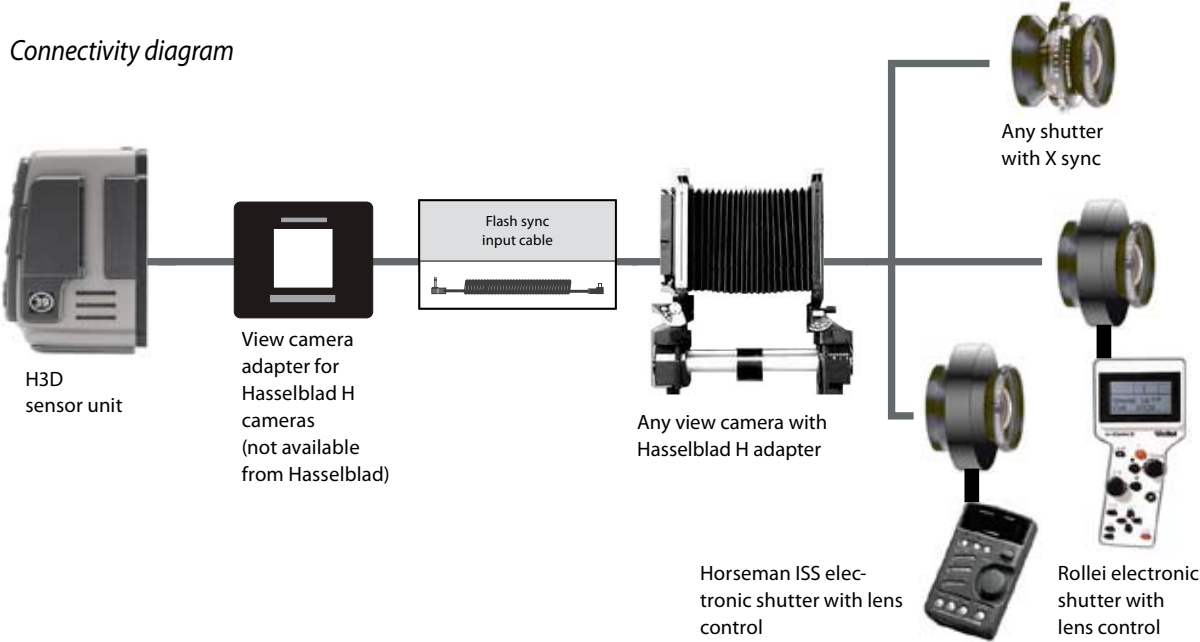 Connectivity diagram
39
H3D
sensor unit
View camera
adapter for
Hasselblad H
cameras
(not available
from Hasselblad)
Flash sync
input cable
Any view camera with
Hasselblad H adapter
Any shutter
with X sync
Horseman ISS elec-
tronic shutter with lens
control
Rollei
Rollei electronic
shutter with
lens control